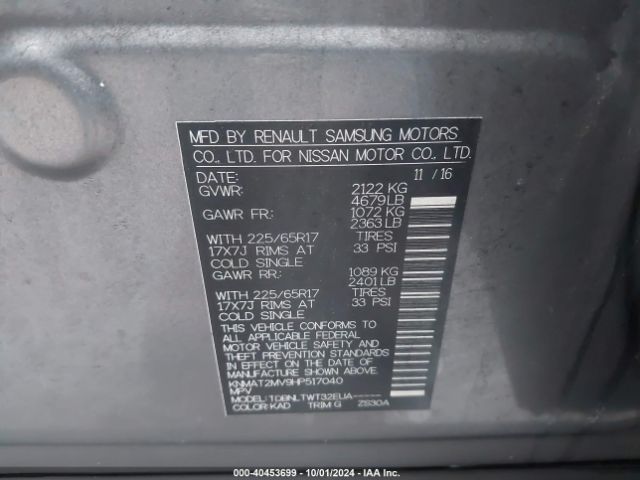 MFD BY RENAULT SAMSUNG MOTORS
CO., LTD. FOR NISSAN MOTOR CO., LTD.
DATE: 11 / 16
GVWR: 2122 KG
4679 LB
GAWR FR: 1072 KG
2363 LB
WITH 225/65R17 TIRES
17X7J RIMS AT 33 PSI
COLD SINGLE
GAWR RR: 1089 KG
2401 LB
WITH 225/65R17 TIRES
17X7J RIMS AT 33 PSI
COLD SINGLE
THIS VEHICLE CONFORMS TO
ALL APPLICABLE FEDERAL
MOTOR VEHICLE SAFETY AND
THEFT PREVENTION STANDARDS
IN EFFECT ON THE DATE OF
MANUFACTURE SHOWN ABOVE.
KNMAT2MV9HP517040
MPV
MODEL: TDBNLTWT32EUA-----
COLOR: KAD TRIM: G ZS30A
000-40453699 - 10/01/2024 - IAA Inc.